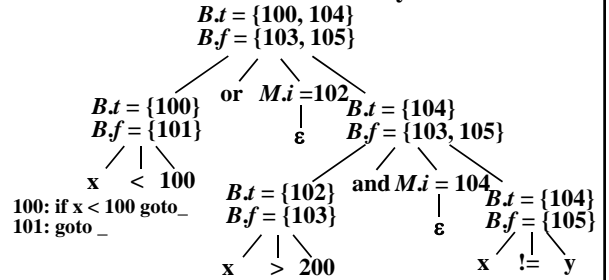 B.t = {100, 104}
B.f = {103, 105}
B.t = {100}
B.f = {101}
or M.i =102
ε
B.t = {104}
B.f = {103, 105}
x < 100
100: if x < 100 goto_
101: goto _
B.t = {102}
B.f = {103}
and M.i = 104
ε
B.t = {104}
B.f = {105}
x > 200
x != y